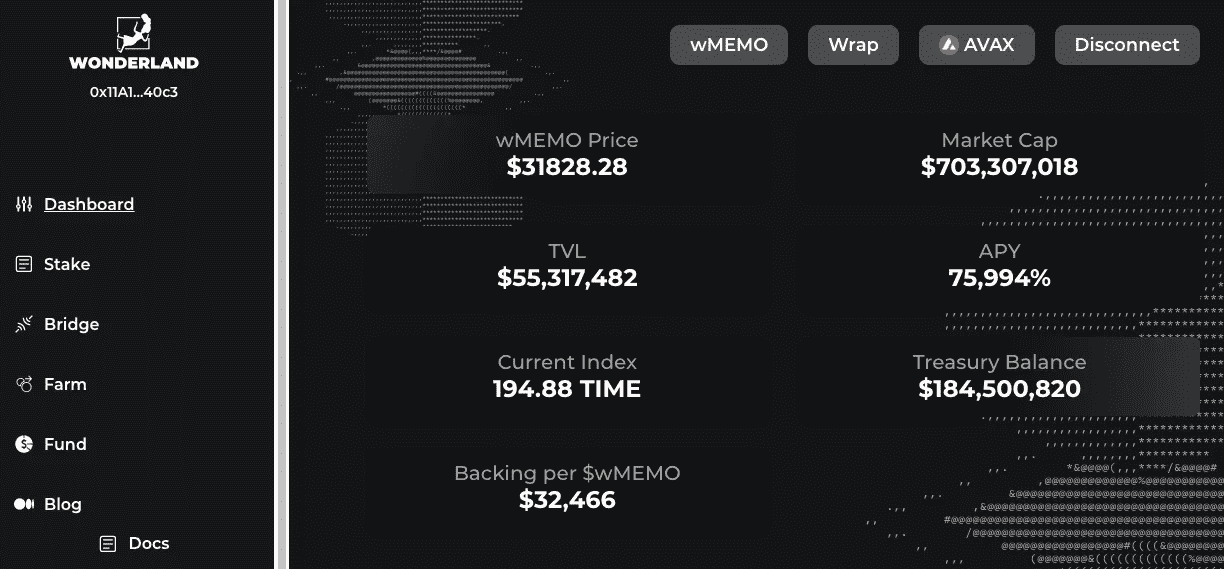 WONDERLAND
0x11A1...40c3
Dashboard
Stake
Bridge
Farm
Fund
Blog
Docs
wMEMO
Wrap
AVAX
Disconnect
wMEMO Price
$31828.28
Market Cap
$703,307,018
TVL
$55,317,482
APY
75,994%
Current Index
194.88 TIME
Treasury Balance
$184,500,820
Backing per $wMEMO
$32,466